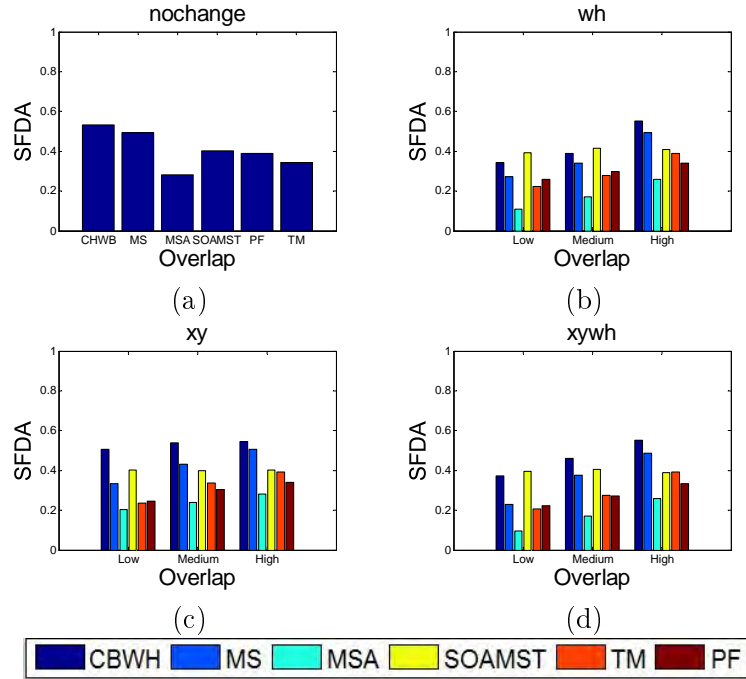 nochange
1
0.8
0.6
0.4
0.2
0
SFDA
CHWB MS MSA SOAMST PF TM
Overlap
(a)
wh
1
0.8
0.6
0.4
0.2
0
SFDA
Low Medium High
Overlap
(b)
xy
1
0.8
0.6
0.4
0.2
0
SFDA
Low Medium High
Overlap
(c)
xywh
1
0.8
0.6
0.4
0.2
0
SFDA
Low Medium High
Overlap
(d)
CBWH MS MSA SOAMST TM PF